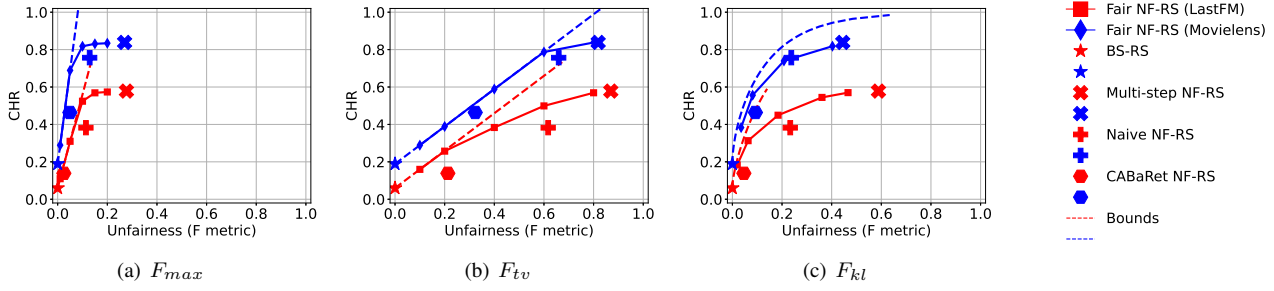 1.0
0.8
0.6
0.4
0.2
0.0
CHR
0.0 0.2 0.4 0.6 0.8 1.0
Unfairness (F metric)
(a) Fmax
1.0
0.8
0.6
0.4
0.2
0.0
CHR
0.0 0.2 0.4 0.6 0.8 1.0
Unfairness (F metric)
(b) Ftv
1.0
0.8
0.6
0.4
0.2
0.0
CHR
0.0 0.2 0.4 0.6 0.8 1.0
Unfairness (F metric)
(c) Fkl
Fair NF-RS (LastFM)
Fair NF-RS (Movielens)
BS-RS
Multi-step NF-RS
Naive NF-RS
CABaRet NF-RS
Bounds